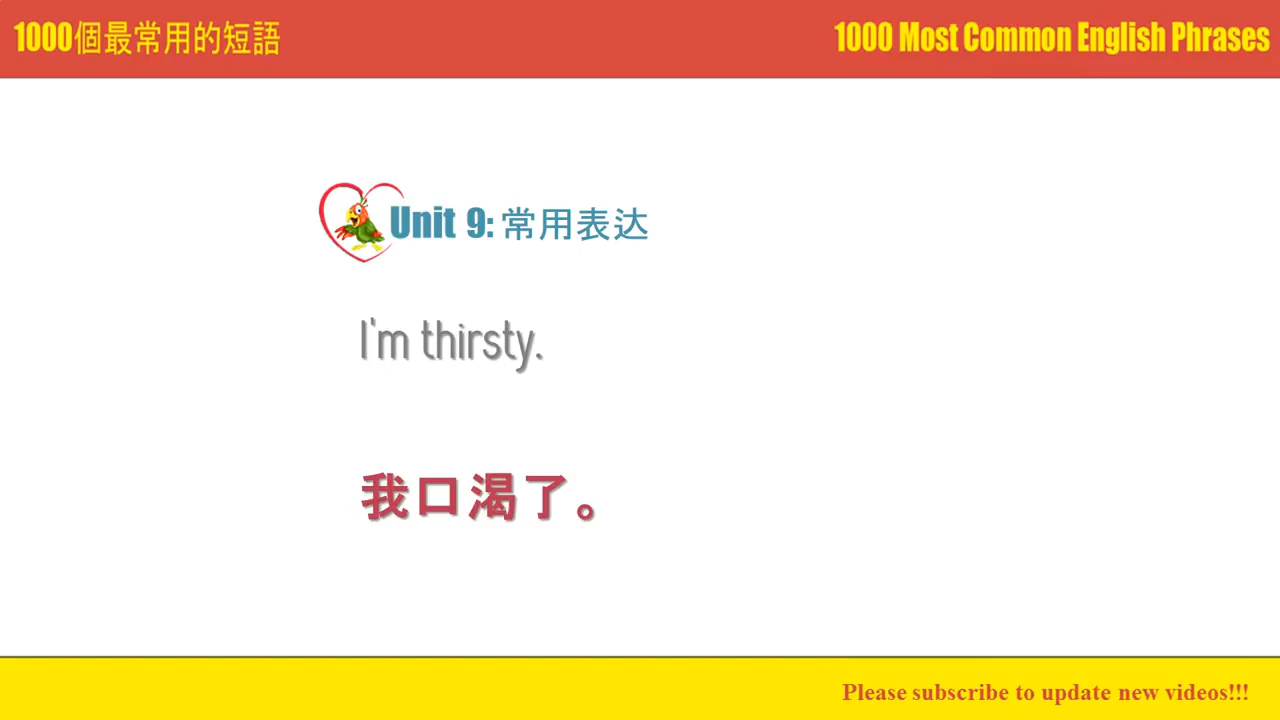 1000個最常用的短語
1000 Most Common English Phrases
Unit 9: 常用表达
I'm thirsty.
我口渴了。
Please subscribe to update new videos!!!